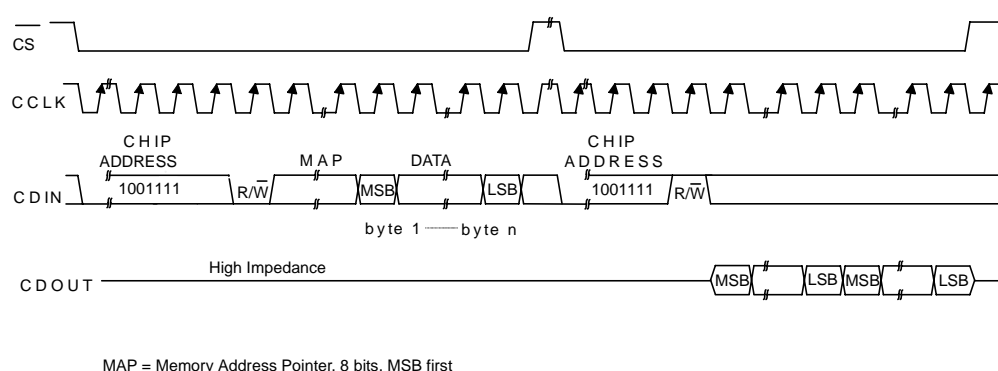 CS
CCLK
CHIP
ADDRESS
MAP
DATA
CHIP
ADDRESS
CDIN
1001111
R/W
MSB
LSB
1001111
R/W
byte 1
byte n
High Impedance
CDOUT
MSB
LSB
MSB
LSB
MAP = Memory Address Pointer, 8 bits, MSB first